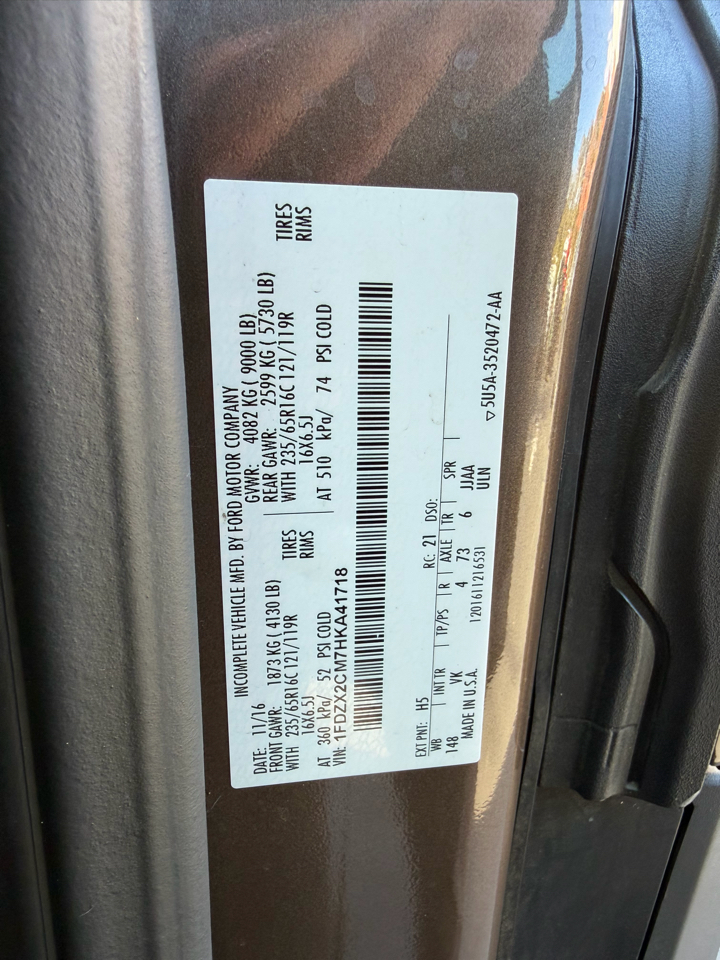 INCOMPLETE VEHICLE MFD. BY FORD MOTOR COMPANY
DATE: 11/16 GVWR: 4082 KG ( 9000 LB)
FRONT GAWR: 1873 KG ( 4130 LB) REAR GAWR: 2599 KG ( 5730 LB)
WITH 235/65R16C 121/119R TIRES WITH 235/65R16C 121/119R TIRES
16X6.5J RIMS 16X6.5J RIMS
AT 360 kPa/ 52 PSI COLD AT 510 kPa/ 74 PSI COLD
VIN: 1FDZX2CM7HKA41718
EXT PNT: H5 RC: 21 DSO:
WB INT TR TP/PS R AXLE TR SPR
148 VK 4 73 6 JJAA
MADE IN U.S.A. 1201611216531 ULN
▽5U5A-3520472-AA